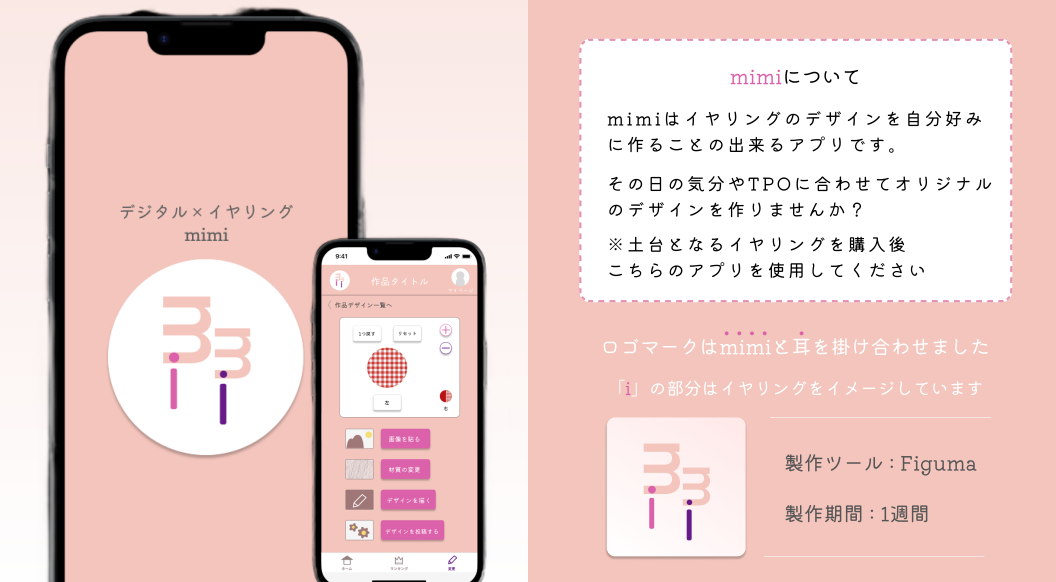 デジタル×イヤリング
mimi
9:41
作品タイトル
マイページ
〈 作品デザイン一覧へ
1つ戻す
リセット
左
右
画像を貼る
材質の変更
デザインを描く
デザインを投稿する
ホーム
ランキング
変更
mimiについて
mimiはイヤリングのデザインを自分好み
に作ることの出来るアプリです。
その日の気分やTPOに合わせてオリジナル
のデザインを作りませんか？
※土台となるイヤリングを購入後
こちらのアプリを使用してください
ロゴマークはmimiと耳を掛け合わせました
「i」の部分はイヤリングをイメージしています
mimi
製作ツール：Figuma
製作期間：1週間